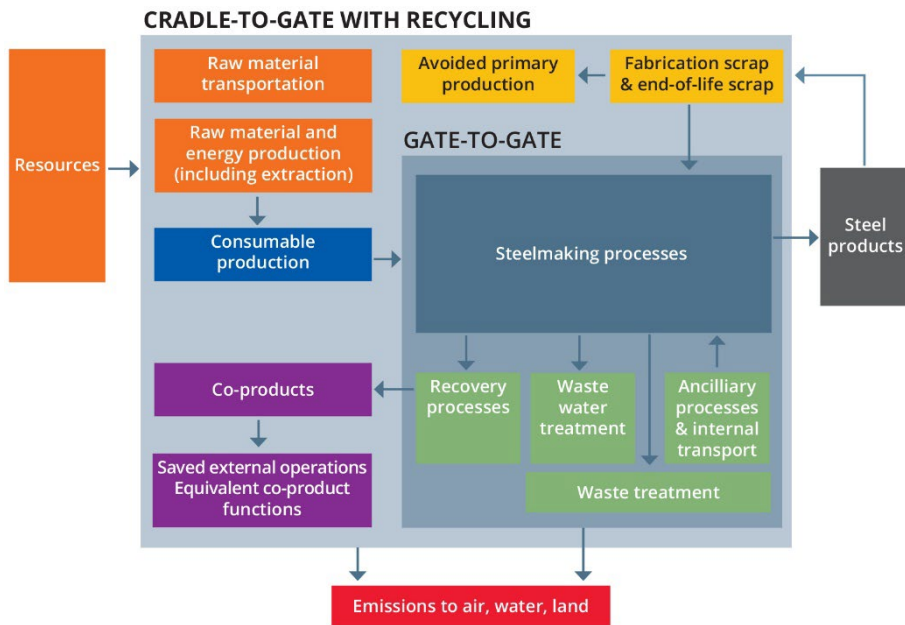 CRADLE-TO-GATE WITH RECYCLING
Resources
Raw material
transportation
Raw material and
energy production
(including extraction)
Consumable
production
Avoided primary
production
Fabrication scrap
& end-of-life scrap
GATE-TO-GATE
Steelmaking processes
Steel
products
Co-products
Saved external operations
Equivalent co-product
functions
Recovery
processes
Waste
water
treatment
Ancilliary
processes
& internal
transport
Waste treatment
Emissions to air, water, land